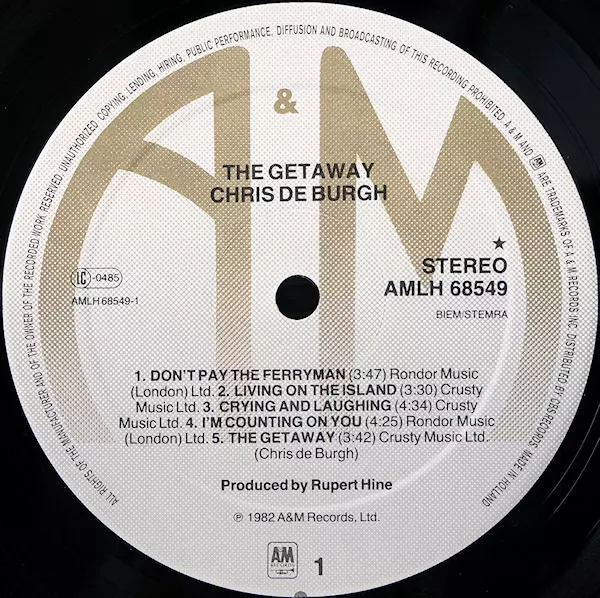 ALL RIGHTS OF THE MANUFACTURER AND OF THE OWNER OF THE RECORDED WORK RESERVED. UNAUTHORIZED COPYING, LENDING, HIRING, PUBLIC PERFORMANCE, DIFFUSION AND BROADCASTING OF THIS RECORDING PROHIBITED. A & M AND AM ARE TRADEMARKS OF A & M RECORDS INC. DISTRIBUTED BY CBS-RECORDS. MADE IN HOLLAND
A & M
THE GETAWAY
CHRIS DE BURGH
LC -0485
AMLH 68549-1
★
STEREO
AMLH 68549
BIEM/STEMRA
1. DON'T PAY THE FERRYMAN (3:47) Rondor Music
(London) Ltd. 2. LIVING ON THE ISLAND (3:30) Crusty
Music Ltd. 3. CRYING AND LAUGHING (4:34) Crusty
Music Ltd. 4. I'M COUNTING ON YOU (4:25) Rondor Music
(London) Ltd. 5. THE GETAWAY (3:42) Crusty Music Ltd.
(Chris de Burgh)
Produced by Rupert Hine
℗ 1982 A&M Records, Ltd.
AM
RECORDS
1